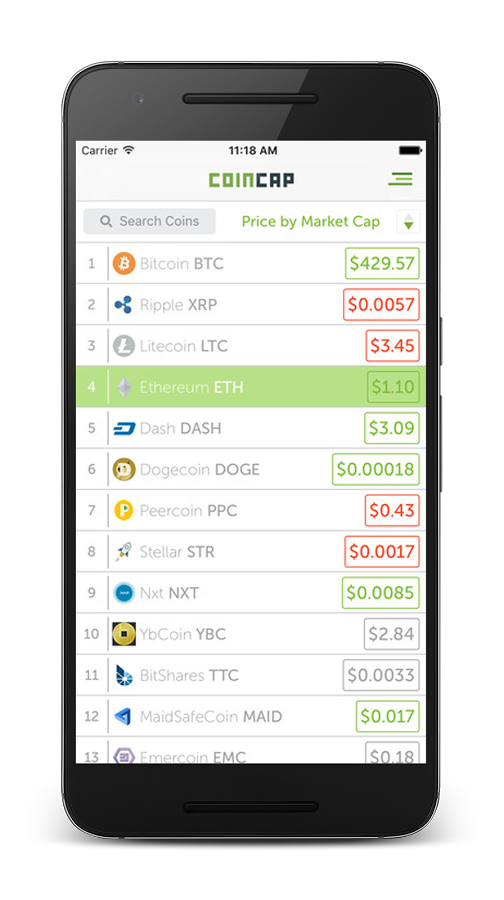 Carrier 11:18 AM
COINCAP
Search Coins Price by Market Cap
1 Bitcoin BTC $429.57
2 Ripple XRP $0.0057
3 Litecoin LTC $3.45
4 Ethereum ETH $1.10
5 Dash DASH $3.09
6 Dogecoin DOGE $0.00018
7 Peercoin PPC $0.43
8 Stellar STR $0.0017
9 Nxt NXT $0.0085
10 YbCoin YBC $2.84
11 BitShares TTC $0.0033
12 MaidSafeCoin MAID $0.017
13 Emercoin EMC $0.18